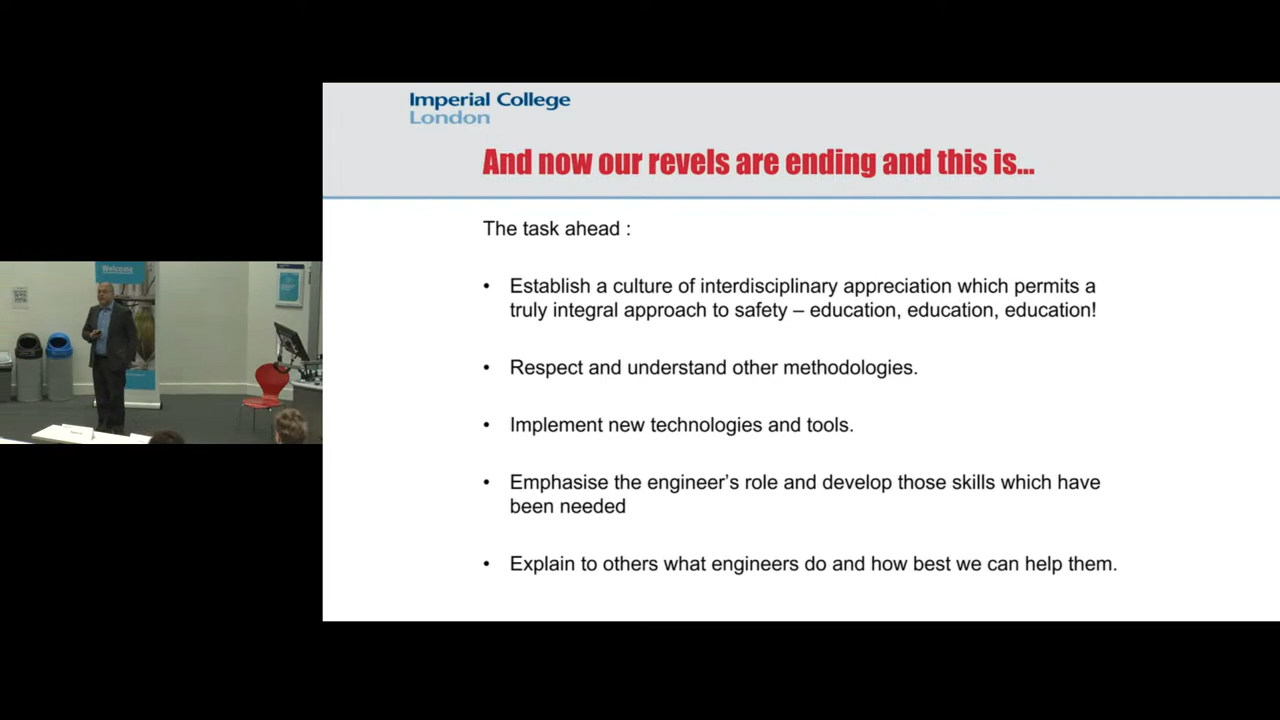 Imperial College
London
And now our revels are ending and this is...
The task ahead :
• Establish a culture of interdisciplinary appreciation which permits a
truly integral approach to safety – education, education, education!
• Respect and understand other methodologies.
• Implement new technologies and tools.
• Emphasise the engineer's role and develop those skills which have
been needed
• Explain to others what engineers do and how best we can help them.
Welcome